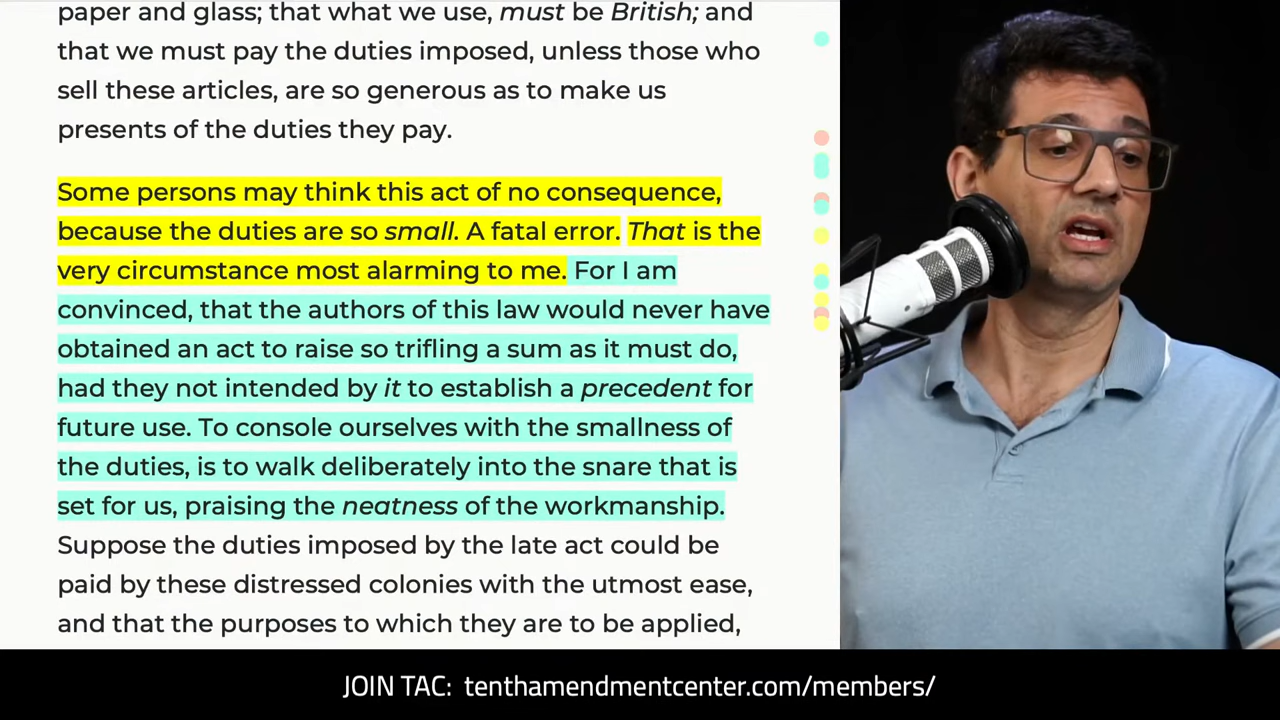 paper and glass; that what we use, must be British; and
that we must pay the duties imposed, unless those who
sell these articles, are so generous as to make us
presents of the duties they pay.
Some persons may think this act of no consequence,
because the duties are so small. A fatal error. That is the
very circumstance most alarming to me. For I am
convinced, that the authors of this law would never have
obtained an act to raise so trifling a sum as it must do,
had they not intended by it to establish a precedent for
future use. To console ourselves with the smallness of
the duties, is to walk deliberately into the snare that is
set for us, praising the neatness of the workmanship.
Suppose the duties imposed by the late act could be
paid by these distressed colonies with the utmost ease,
and that the purposes to which they are to be applied,
JOIN TAC: tenthamendmentcenter.com/members/